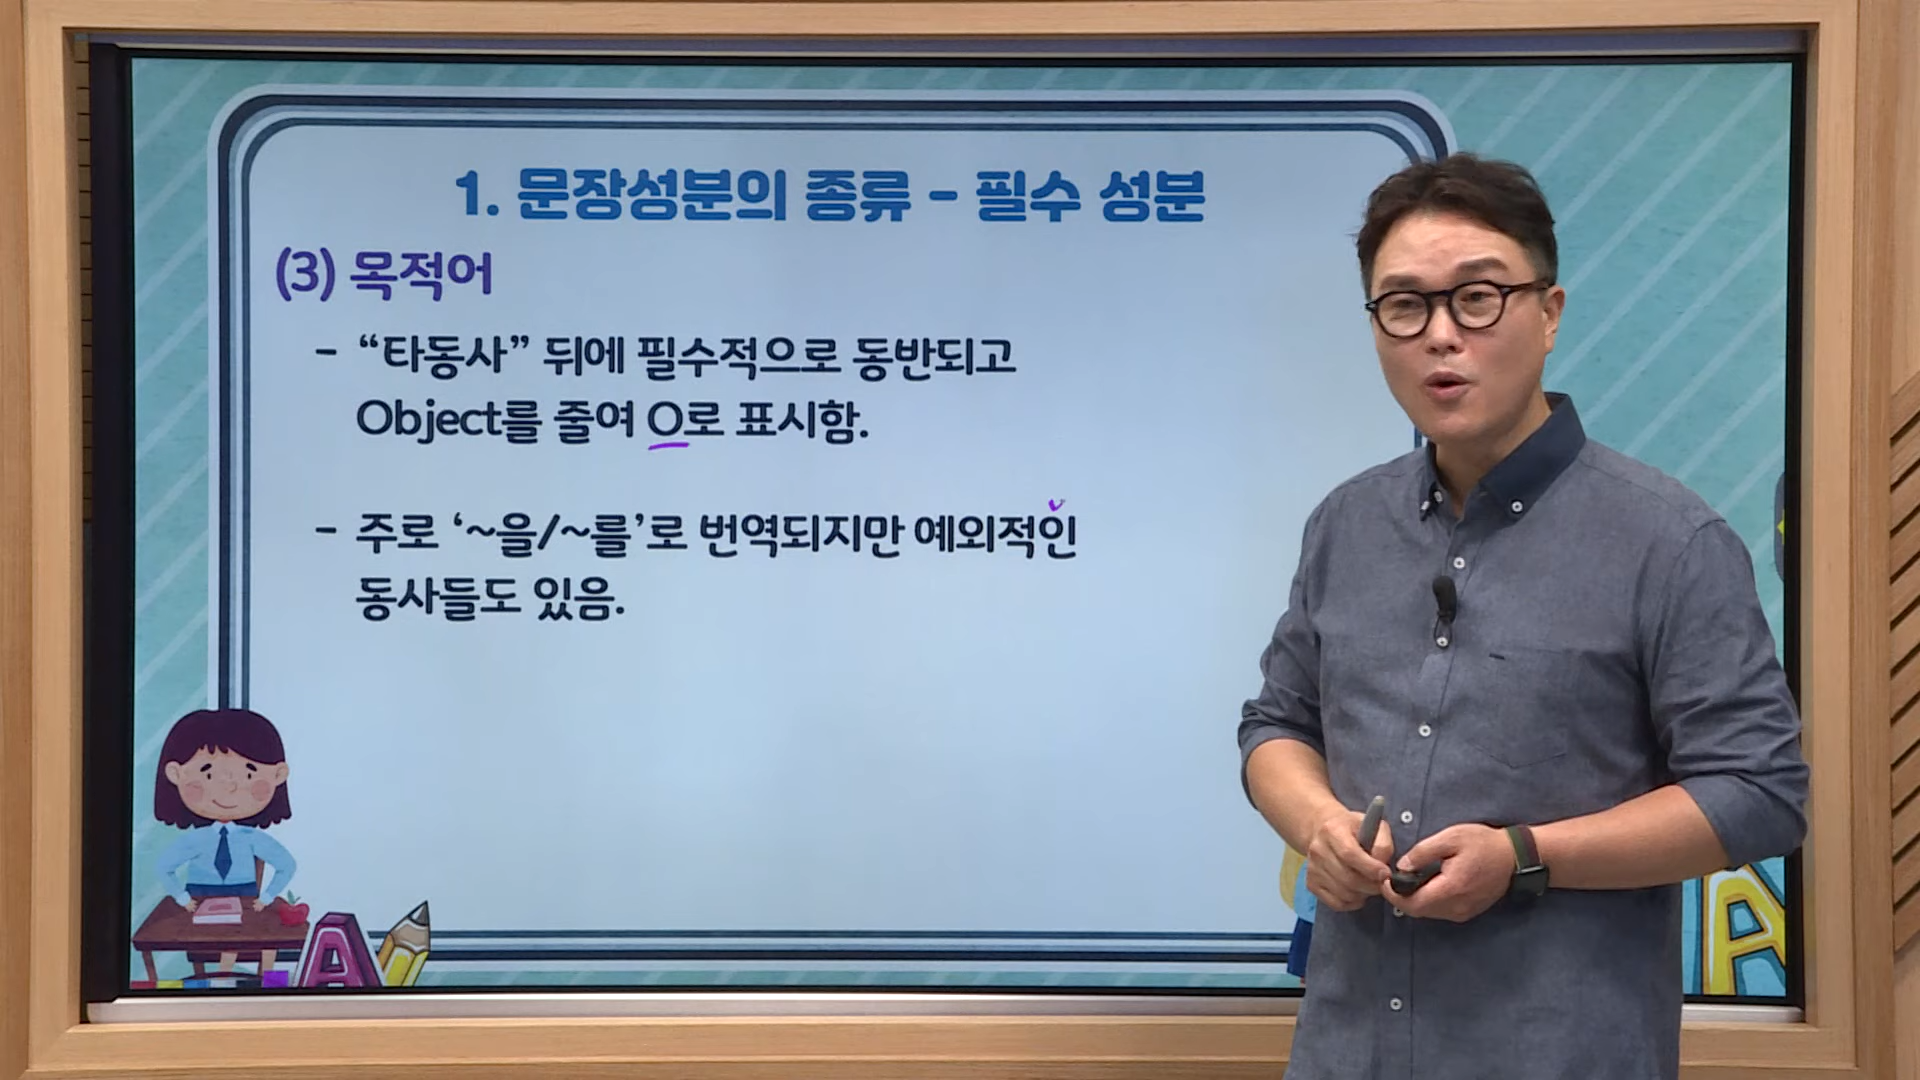 1. 문장성분의 종류 - 필수 성분
(3) 목적어
- “타동사” 뒤에 필수적으로 동반되고
Object를 줄여 O로 표시함.
- 주로 ‘~을/~를’로 번역되지만 예외적인
동사들도 있음.
A
A